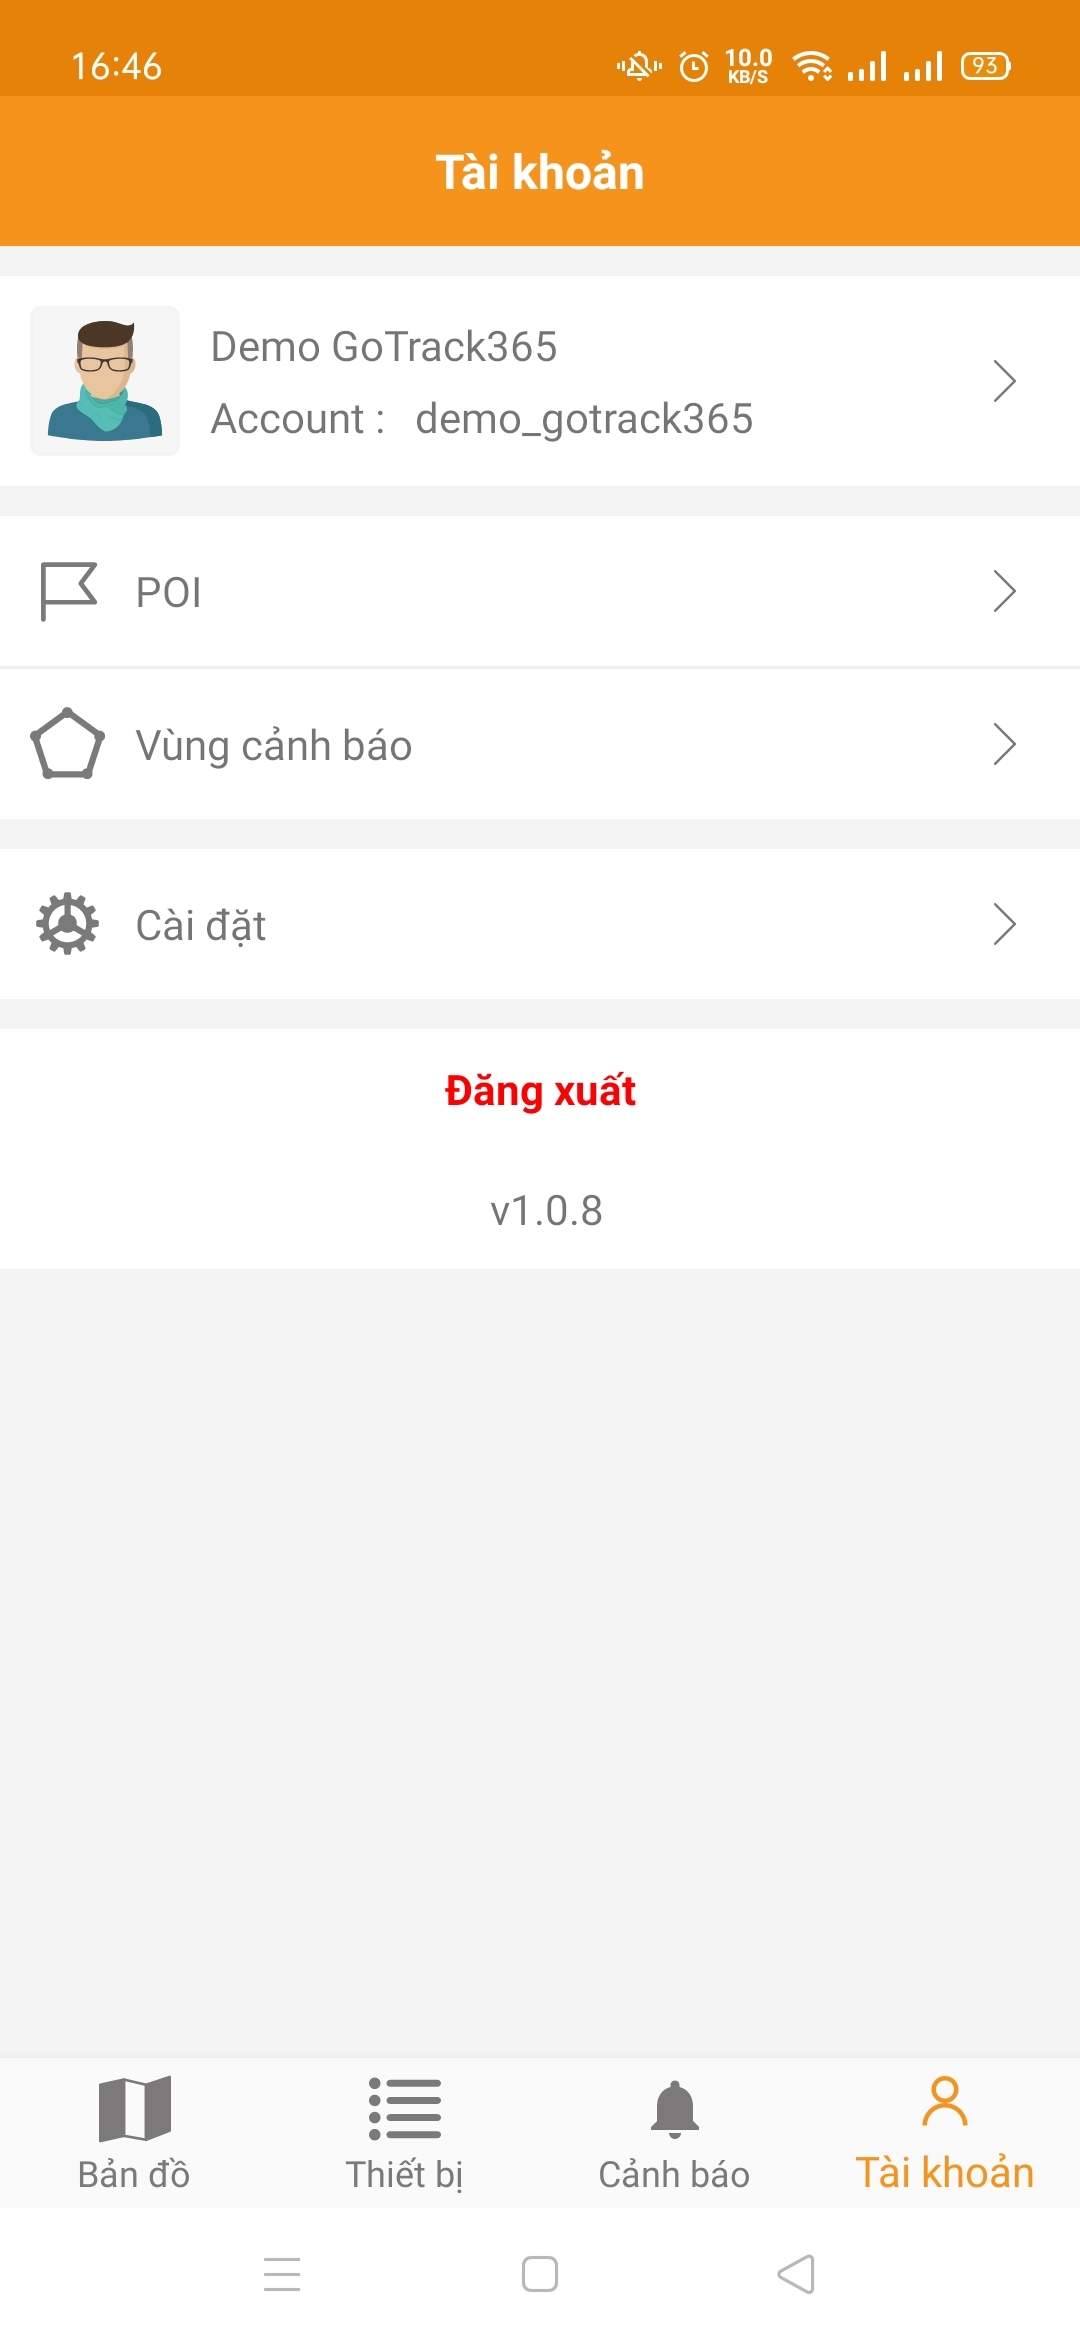 16:46
10.0
KB/S
93
Tài khoản
Demo GoTrack365
Account : demo_gotrack365
POI
Vùng cảnh báo
Cài đặt
Đăng xuất
v1.0.8
Bản đồ
Thiết bị
Cảnh báo
Tài khoản